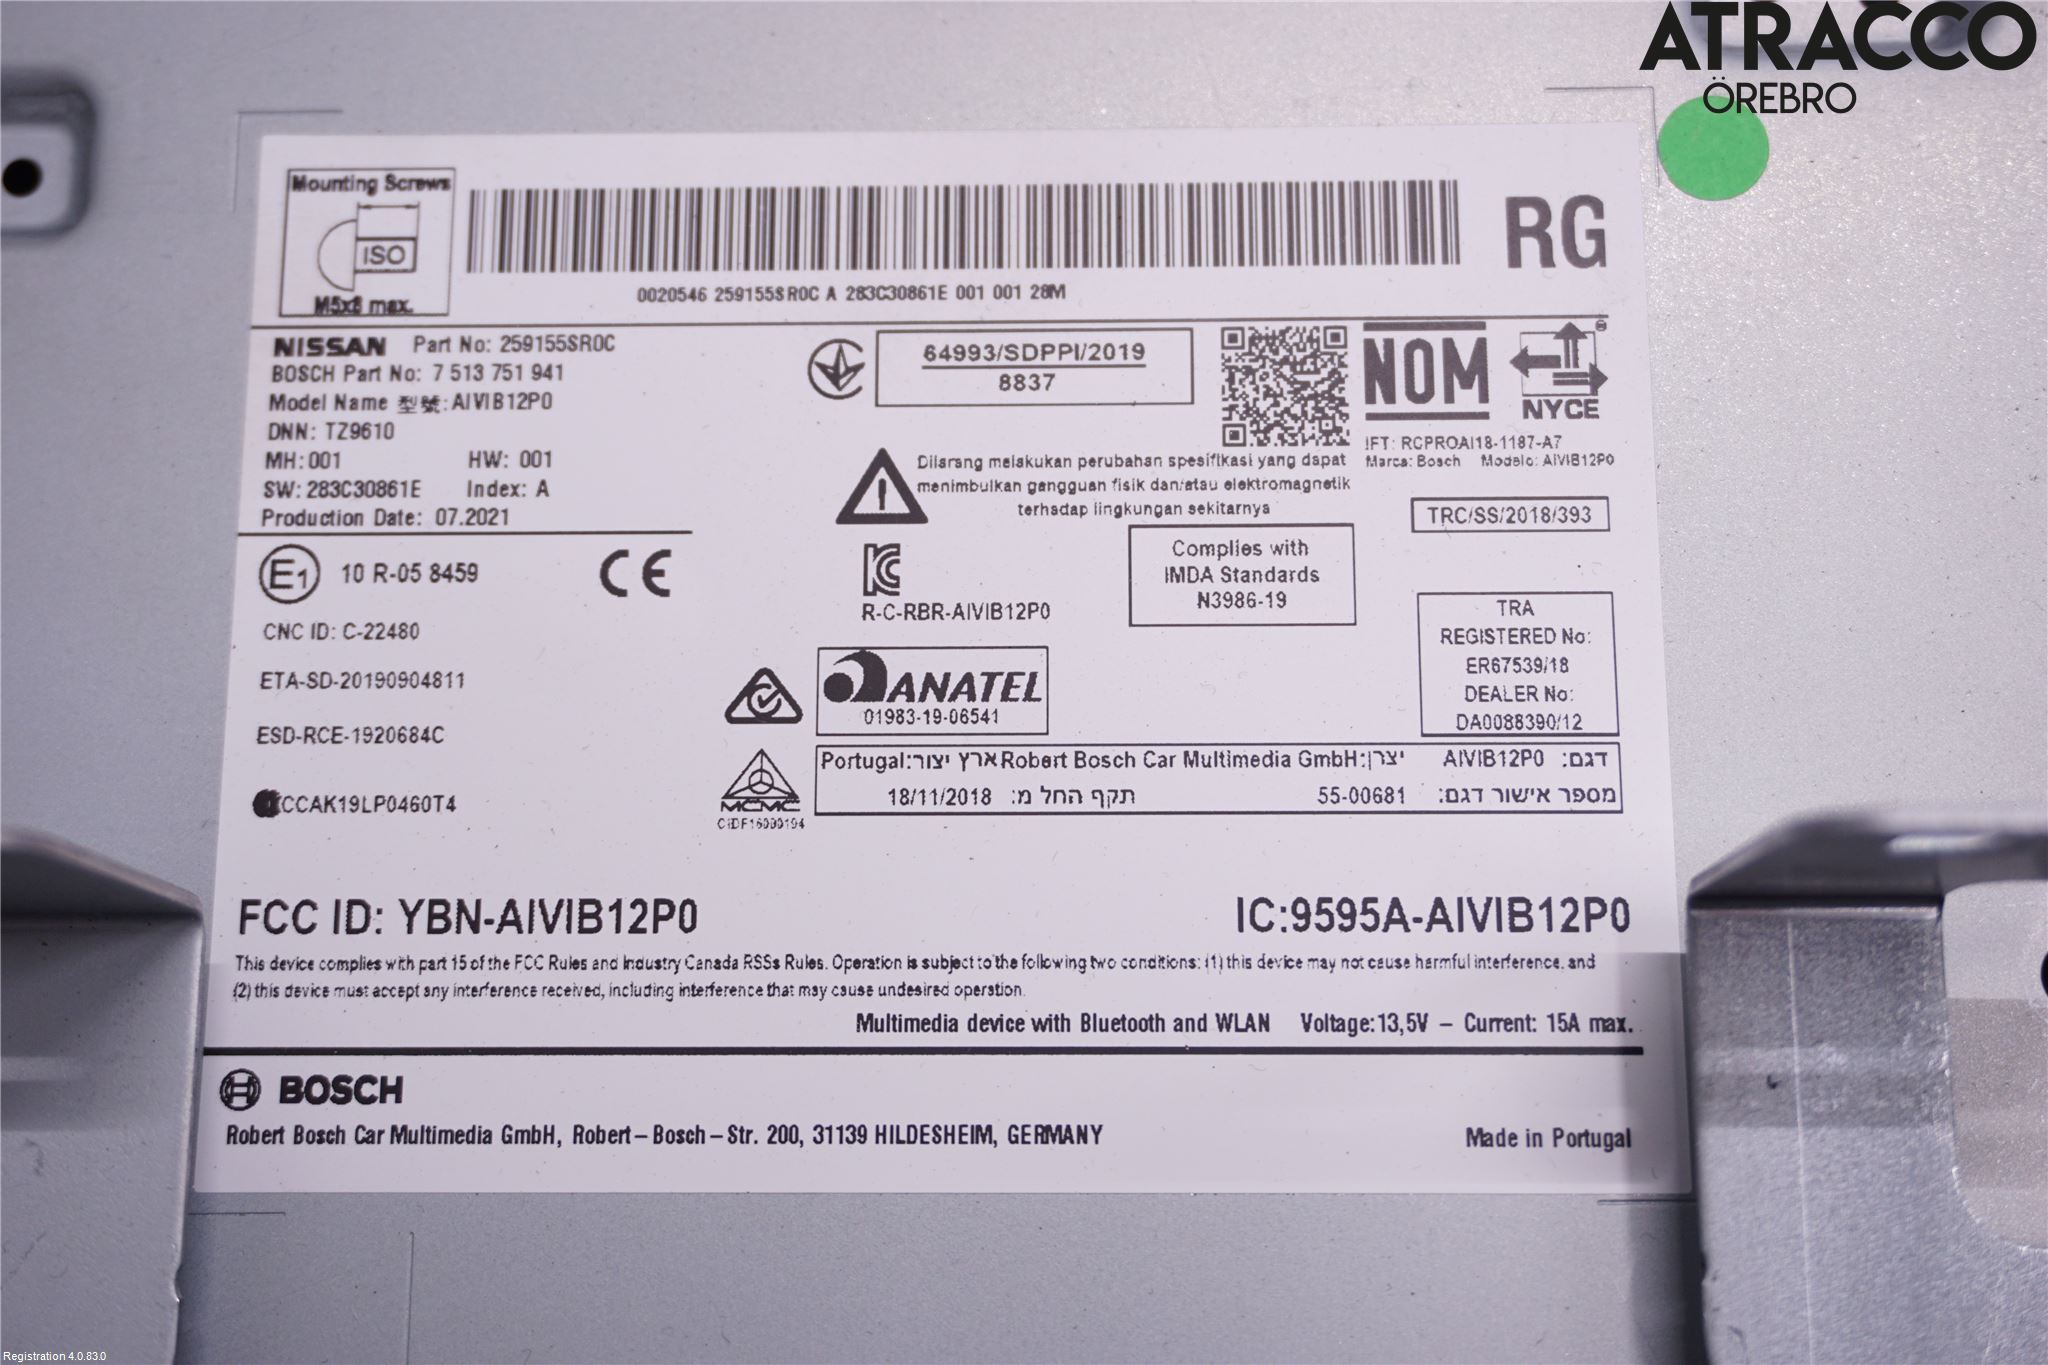 ATRACCO
ÖREBRO
Mounting Screws
ISO
M5x8 max.
0020546 259155SR0C A 283C30861E 001 001 28M
RG
NISSAN Part No: 259155SR0C
BOSCH Part No: 7 513 751 941
Model Name 型號: AIVIB12P0
DNN: TZ9610
MH: 001 HW: 001
SW: 283C30861E Index: A
Production Date: 07.2021
64993/SDPPI/2019
8837
NOM
NYCE
IFT: RCPROAI18-1187-A7
Marca: Bosch Modelo: AIVIB12P0
Dilarang melakukan perubahan spesifikasi yang dapat
menimbulkan gangguan fisik dan/atau elektromagnetik
terhadap lingkungan sekitarnya
TRC/SS/2018/393
E1 10 R-05 8459 CE
R-C-RBR-AIVIB12P0
Complies with
IMDA Standards
N3986-19
TRA
REGISTERED No:
ER67539/18
DEALER No:
DA0088390/12
CNC ID: C-22480
ETA-SD-20190904811
ESD-RCE-1920684C
CCAK19LP0460T4
ANATEL
01983-19-06541
MCMC
CIDF16000194
דגם: AIVIB12P0 יצרן: Robert Bosch Car Multimedia GmbH ארץ יצור: Portugal
מספר אישור דגם: 55-00681 תקף החל מ: 18/11/2018
FCC ID: YBN-AIVIB12P0 IC:9595A-AIVIB12P0
This device complies with part 15 of the FCC Rules and Industry Canada RSSs Rules. Operation is subject to the following two conditions: (1) this device may not cause harmful interference, and
(2) this device must accept any interference received, including interference that may cause undesired operation.
Multimedia device with Bluetooth and WLAN Voltage:13,5V – Current: 15A max.
BOSCH
Robert Bosch Car Multimedia GmbH, Robert–Bosch–Str. 200, 31139 HILDESHEIM, GERMANY
Made in Portugal
Registration 4.0.83.0